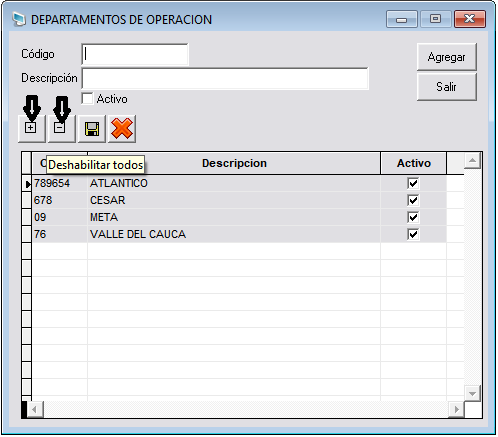 DEPARTAMENTOS DE OPERACION
Código
Agregar
Descripción
Salir
Activo
Deshabilitar todos
Descripcion Activo
789654 ATLANTICO
678 CESAR
09 META
76 VALLE DEL CAUCA